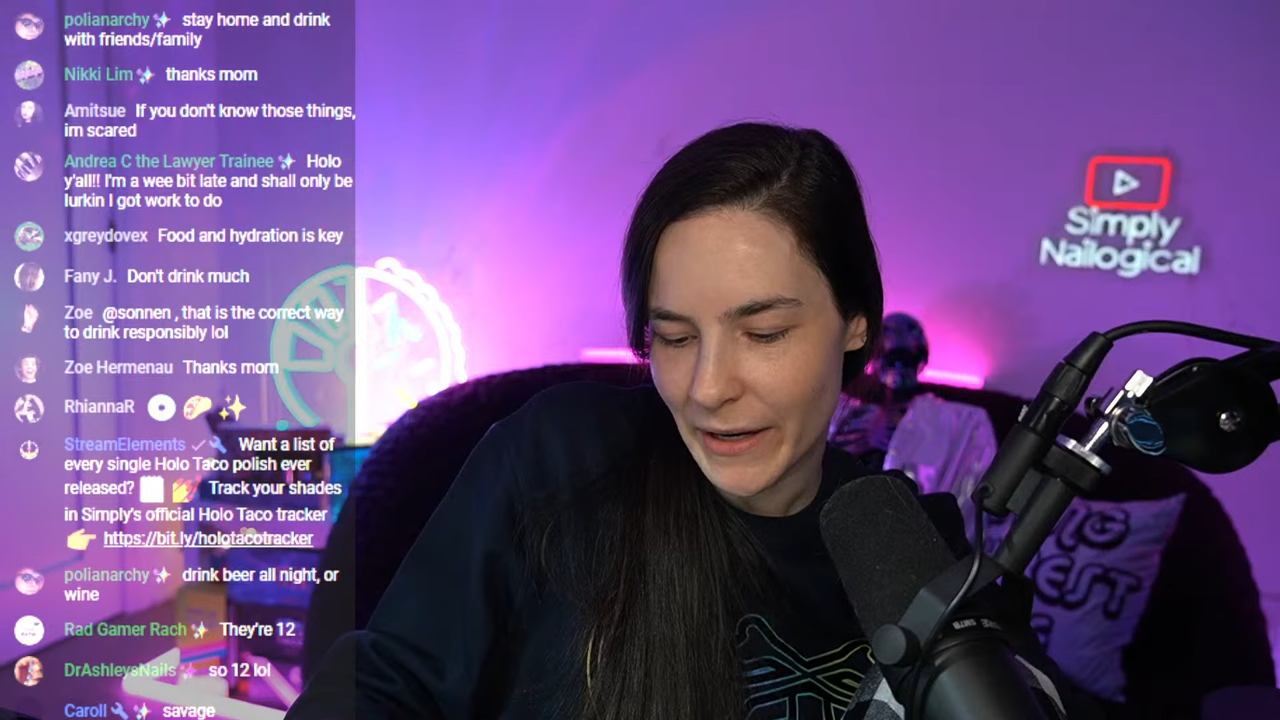 polianarchy stay home and drink
with friends/family
Nikki Lim thanks mom
Amitsue If you don't know those things,
im scared
Andrea C the Lawyer Trainee Holo
y'all!! I'm a wee bit late and shall only be
lurkin I got work to do
xgreydovex Food and hydration is key
Fany J. Don't drink much
Zoe @sonnen , that is the correct way
to drink responsibly lol
Zoe Hermenau Thanks mom
RhiannaR
StreamElements Want a list of
every single Holo Taco polish ever
released? Track your shades
in Simply's official Holo Taco tracker
https://bit.ly/holotacotracker
polianarchy drink beer all night, or
wine
Rad Gamer Rach They're 12
DrAshleysNails so 12 lol
Caroll savage
Simply
Nailogical
SM7B